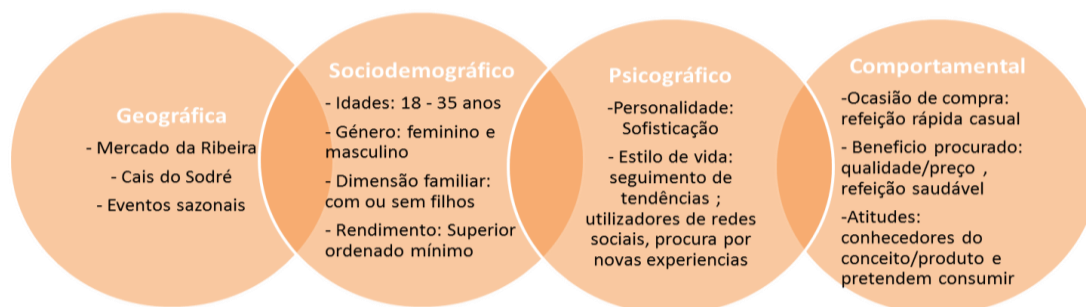 Geográfica
- Mercado da Ribeira
- Cais do Sodré
- Eventos sazonais
Sociodemográfico
- Idades: 18 - 35 anos
- Género: feminino e
masculino
- Dimensão familiar:
com ou sem filhos
- Rendimento: Superior
ordenado mínimo
Psicográfico
-Personalidade:
Sofisticação
- Estilo de vida:
seguimento de
tendências ;
utilizadores de redes
sociais, procura por
novas experiencias
Comportamental
-Ocasião de compra:
refeição rápida casual
- Beneficio procurado:
qualidade/preço ,
refeição saudável
-Atitudes:
conhecedores do
conceito/produto e
pretendem consumir